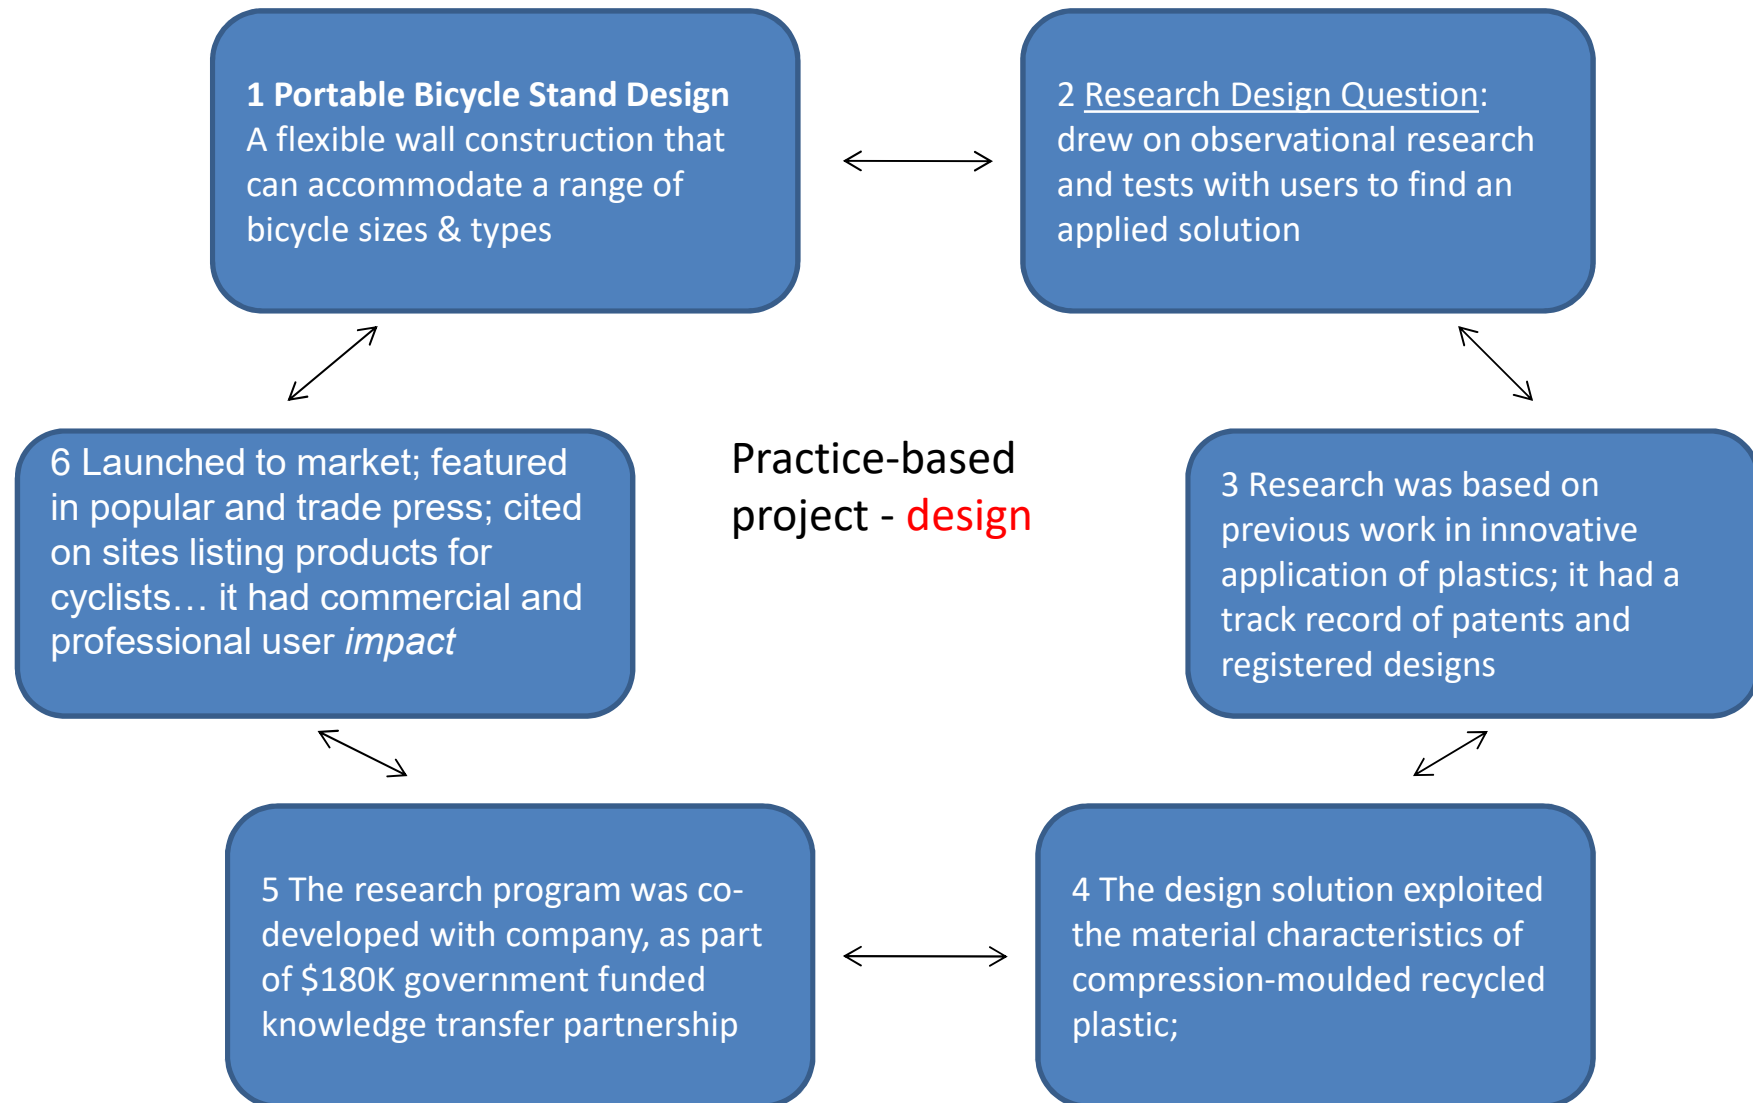 1 Portable Bicycle Stand Design
A flexible wall construction that
can accommodate a range of
bicycle sizes & types
2 Research Design Question:
drew on observational research
and tests with users to find an
applied solution
Practice-based
project - design
6 Launched to market; featured
in popular and trade press; cited
on sites listing products for
cyclists… it had commercial and
professional user impact
3 Research was based on
previous work in innovative
application of plastics; it had a
track record of patents and
registered designs
5 The research program was co-
developed with company, as part
of $180K government funded
knowledge transfer partnership
4 The design solution exploited
the material characteristics of
compression-moulded recycled
plastic;